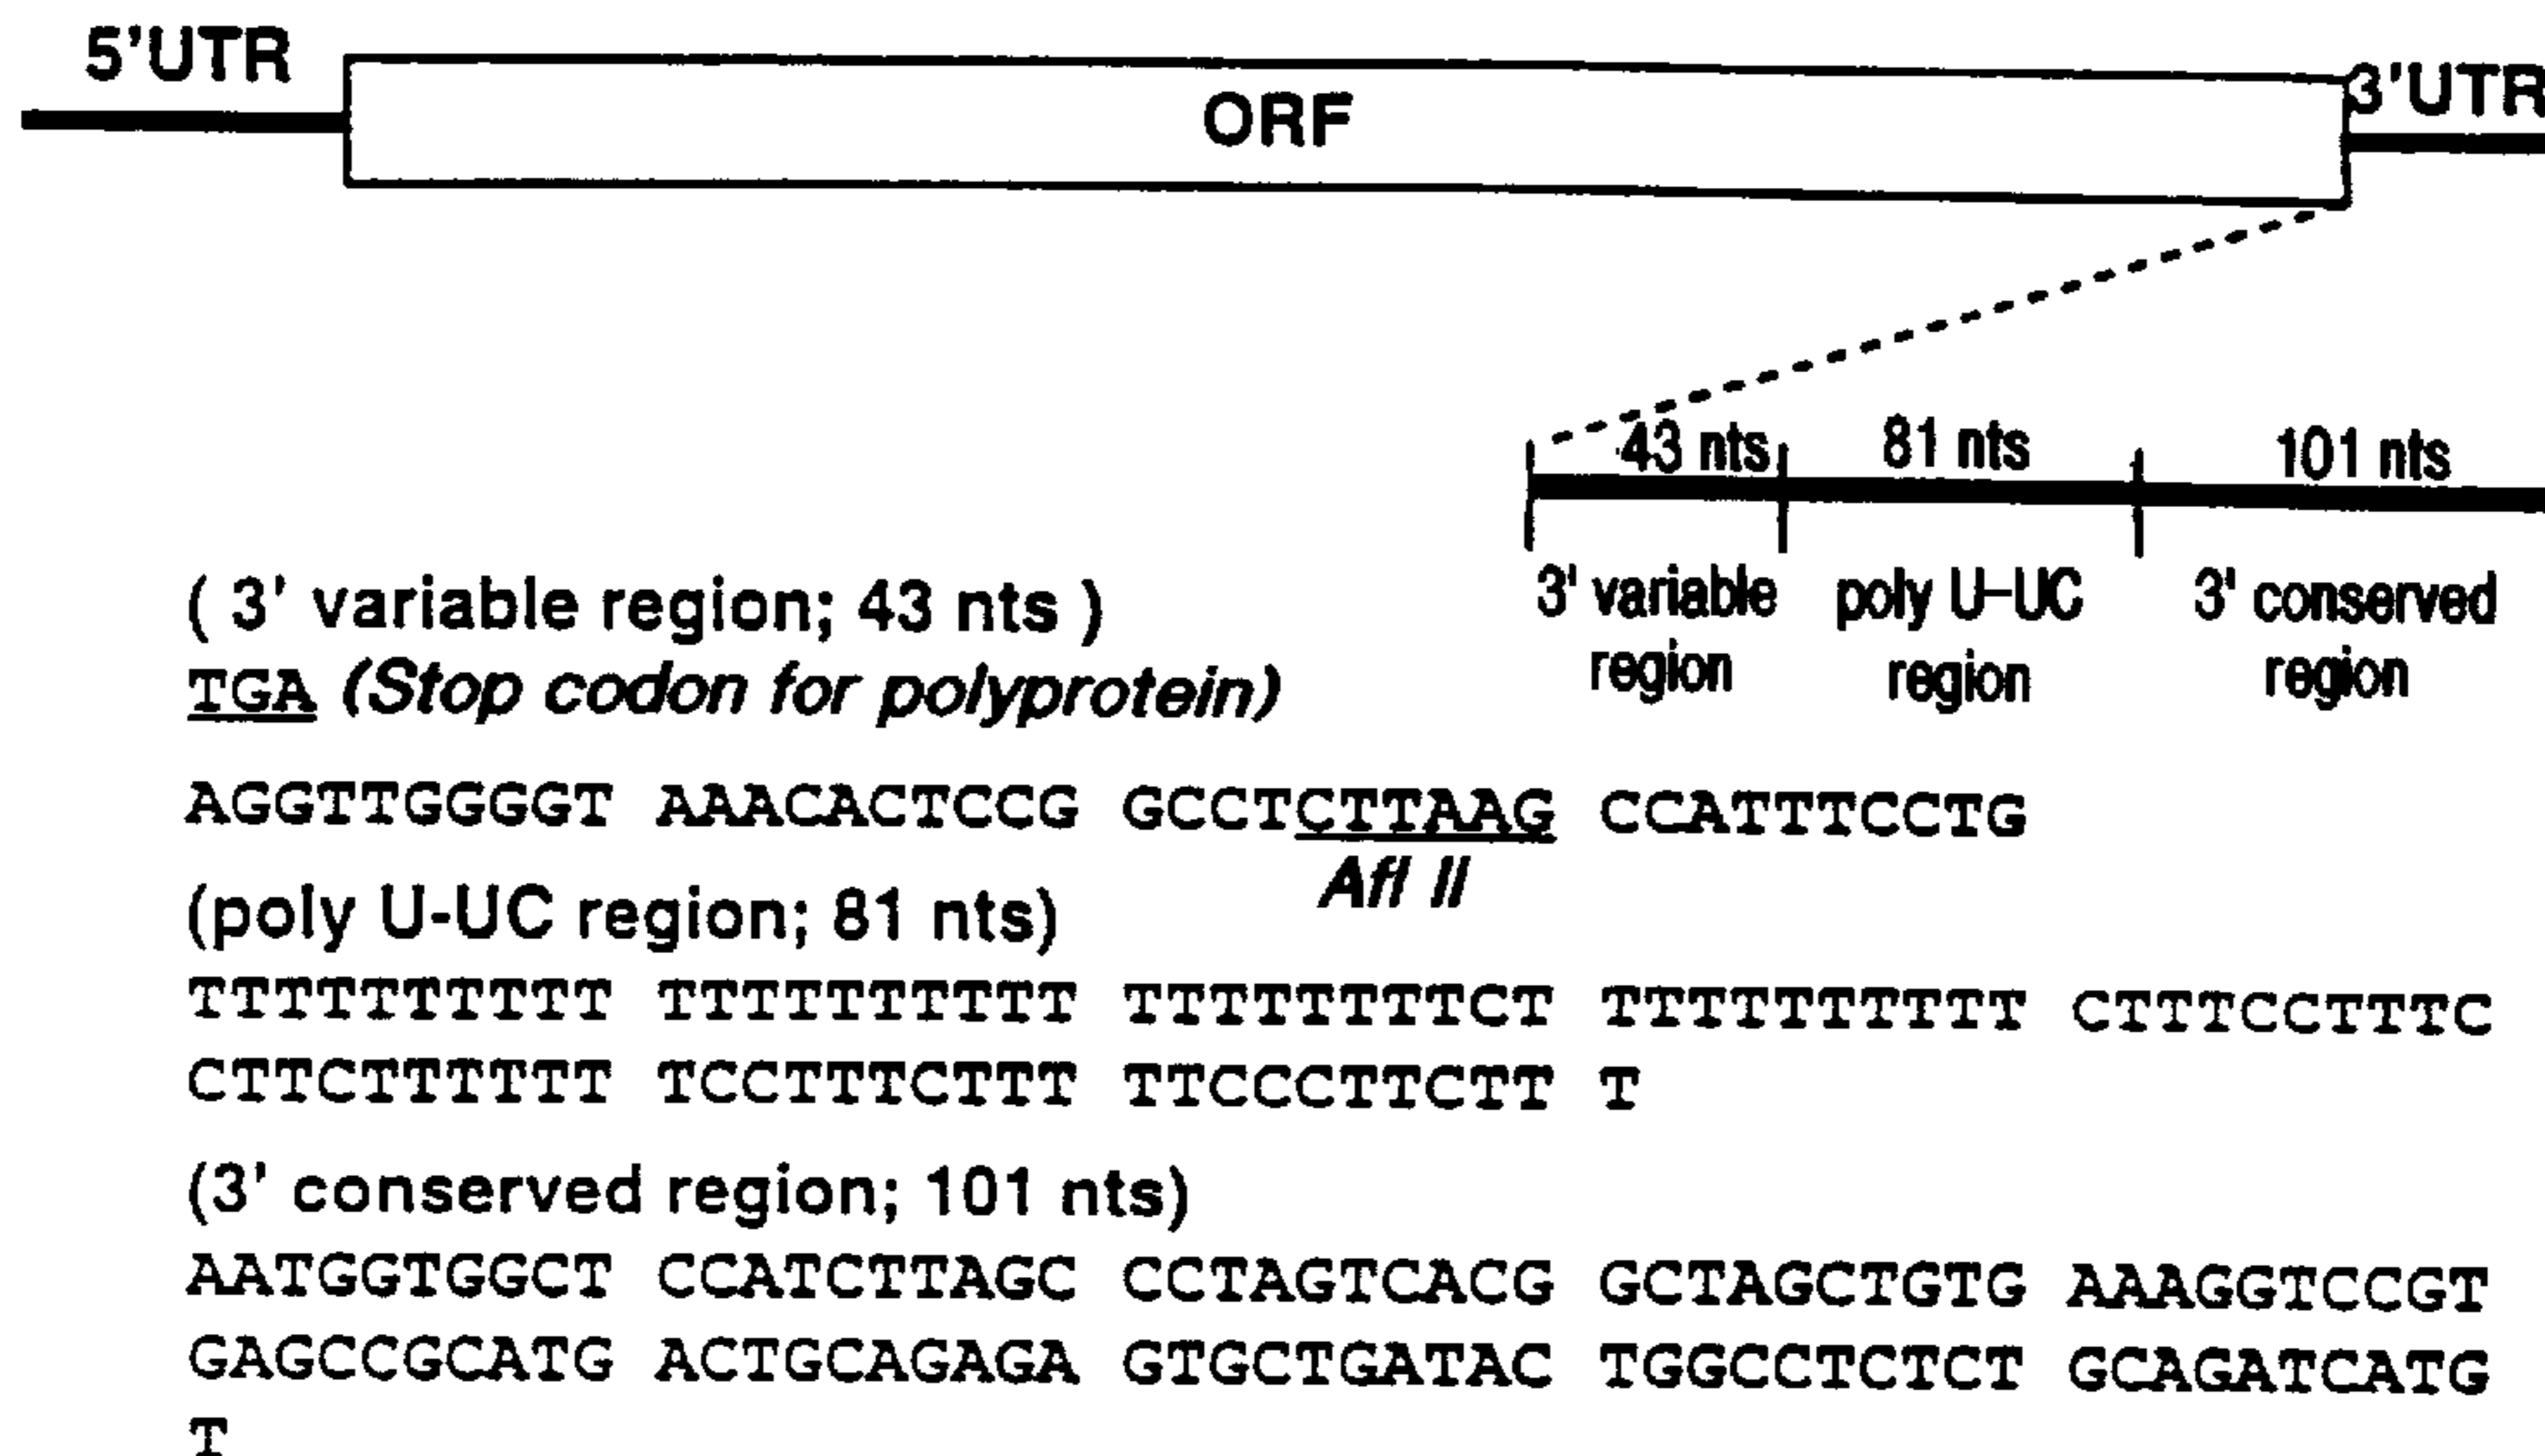 5'UTR ORF 3'UTR
43 nts 81 nts 101 nts
3' variable region poly U-UC region 3' conserved region
( 3' variable region; 43 nts )
TGA (Stop codon for polyprotein)
AGGTTGGGGT AAACACTCCG GCCTCTTAAG CCATTTCCTG
Afl II
(poly U-UC region; 81 nts)
TTTTTTTTTT TTTTTTTTTT TTTTTTTTCT TTTTTTTTTT CTTTCCTTTC
CTTCTTTTTT TCCTTTCTTT TTCCCTTCTT T
(3' conserved region; 101 nts)
AATGGTGGCT CCATCTTAGC CCTAGTCACG GCTAGCTGTG AAAGGTCCGT
GAGCCGCATG ACTGCAGAGA GTGCTGATAC TGGCCTCTCT GCAGATCATG
T